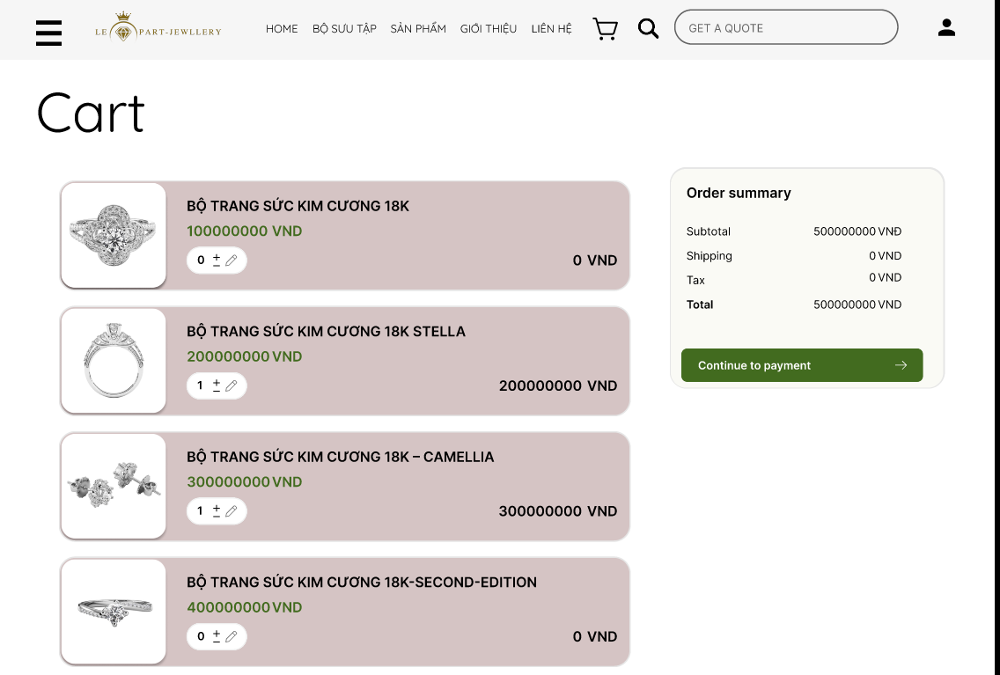 LE PART-JEWLLERY
HOME BỘ SƯU TẬP SẢN PHẨM GIỚI THIỆU LIÊN HỆ GET A QUOTE
Cart
BỘ TRANG SỨC KIM CƯƠNG 18K
100000000 VND
0 + −
0 VND
BỘ TRANG SỨC KIM CƯƠNG 18K STELLA
200000000 VND
1 + −
200000000 VND
BỘ TRANG SỨC KIM CƯƠNG 18K – CAMELLIA
300000000 VND
1 + −
300000000 VND
BỘ TRANG SỨC KIM CƯƠNG 18K-SECOND-EDITION
400000000 VND
0 + −
0 VND
Order summary
Subtotal 500000000 VNĐ
Shipping 0 VND
Tax 0 VND
Total 500000000 VND
Continue to payment →